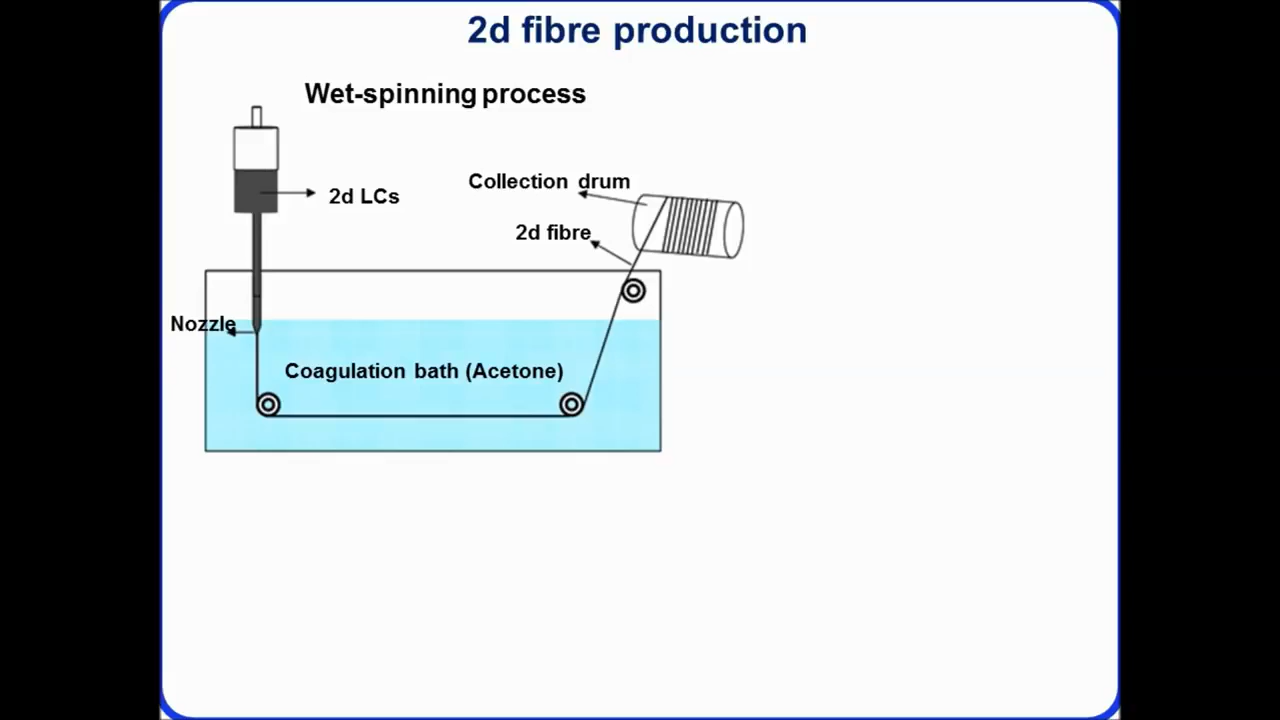 2d fibre production
Wet-spinning process
2d LCs
Collection drum
2d fibre
Nozzle
Coagulation bath (Acetone)